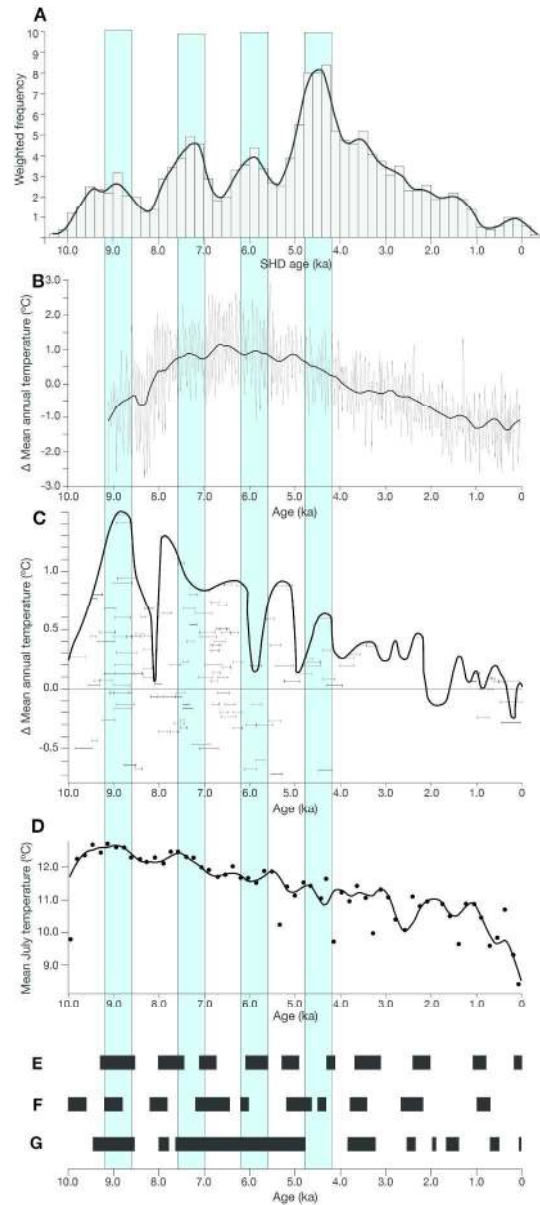 A
Weighted frequency
10
9
8
7
6
5
4
3
2
1
10.0 9.0 8.0 7.0 6.0 5.0 4.0 3.0 2.0 1.0 0
SHD age (ka)
B
Δ Mean annual temperature (ºC)
3.0
2.0
1.0
0.0
-1.0
-2.0
-3.0
10.0 9.0 8.0 7.0 6.0 5.0 4.0 3.0 2.0 1.0 0
Age (ka)
C
Δ Mean annual temperature (ºC)
1.0
0.5
0.0
-0.5
10.0 9.0 8.0 7.0 6.0 5.0 4.0 3.0 2.0 1.0 0
Age (ka)
D
Mean July temperature (ºC)
12.0
11.0
10.0
9.0
10.0 9.0 8.0 7.0 6.0 5.0 4.0 3.0 2.0 1.0 0
Age (ka)
E
F
G
10.0 9.0 8.0 7.0 6.0 5.0 4.0 3.0 2.0 1.0 0
Age (ka)